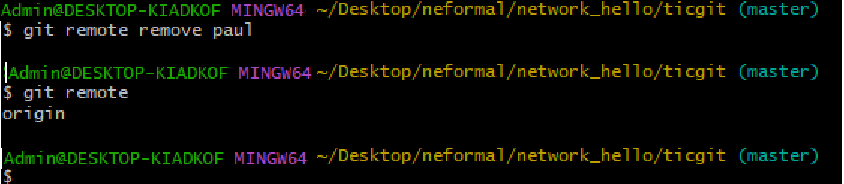 Admin@DESKTOP-KIADKOF MINGW64 ~/Desktop/neformal/network_hello/ticgit (master)
$ git remote remove paul
Admin@DESKTOP-KIADKOF MINGW64 ~/Desktop/neformal/network_hello/ticgit (master)
$ git remote
origin
Admin@DESKTOP-KIADKOF MINGW64 ~/Desktop/neformal/network_hello/ticgit (master)
$